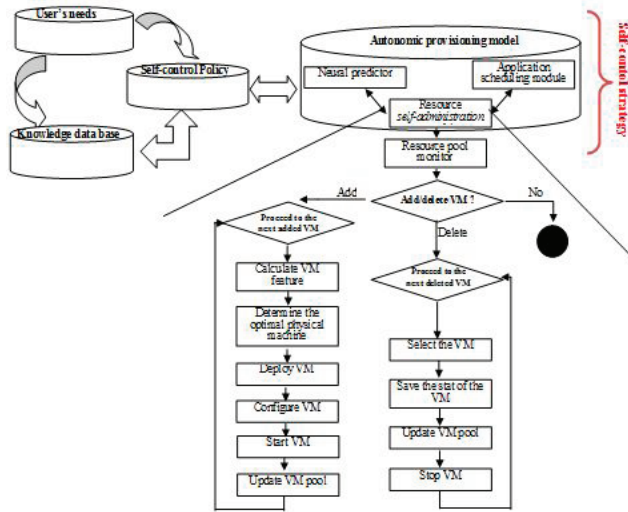 User's needs
Self-control Policy
Knowledge data base
Autonomic provisioning model
Neural predictor
Application
scheduling module
Resource
self-administration
Self-contol strategy
Resource pool
monitor
Add/delete VM ?
Add
No
Delete
Proceed to the
next added VM
Calculate VM
feature
Determine the
optimal physical
machine
Deploy VM
Configure VM
Start VM
Update VM pool
Proceed to the
next deleted VM
Select the VM
Save the stat of the
VM
Update VM pool
Stop VM